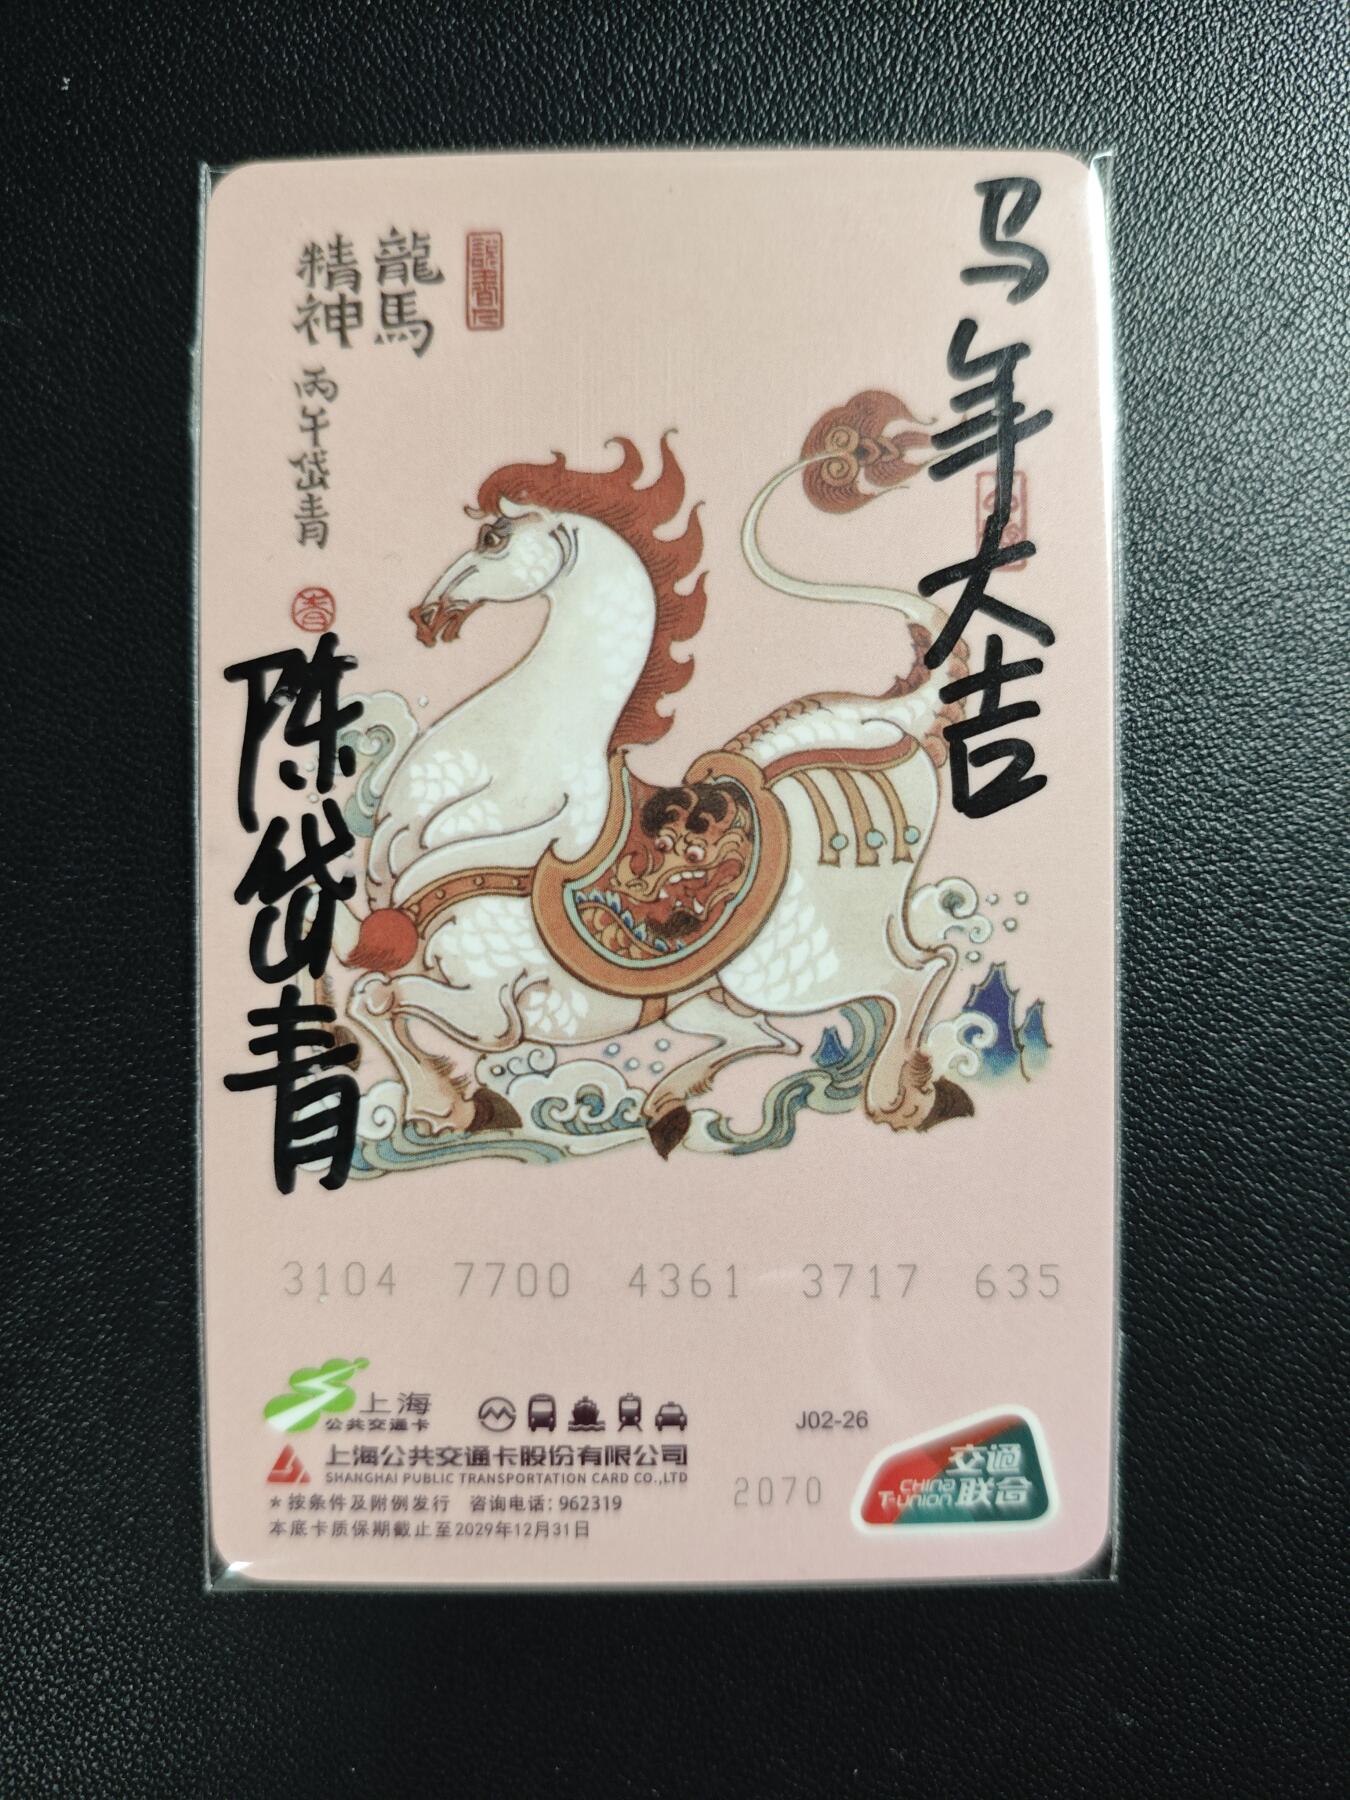 马年大吉
龍馬
精神
丙午岱青
陈岱青
3104 7700 4361 3717 635
上海
公共交通卡
上海公共交通卡股份有限公司
SHANGHAI PUBLIC TRANSPORTATION CARD CO.,LTD
*按条件及附例发行 咨询电话：962319
本底卡质保期截止至2029年12月31日
J02-26
2070
交通
联合
China
T-union